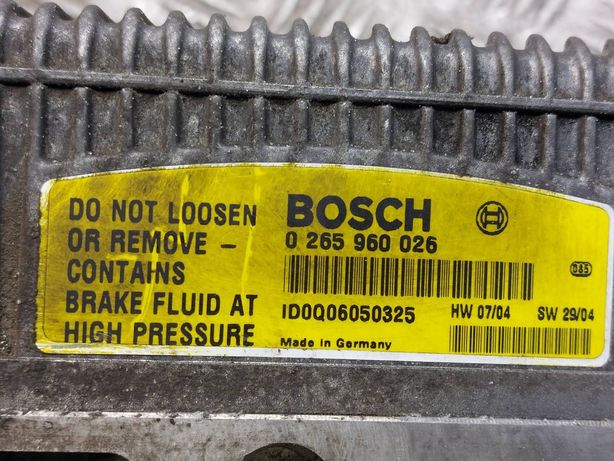 DO NOT LOOSEN
OR REMOVE –
CONTAINS
BRAKE FLUID AT
HIGH PRESSURE
BOSCH
0 265 960 026
ID0Q06050325
HW 07/04 SW 29/04
Made in Germany